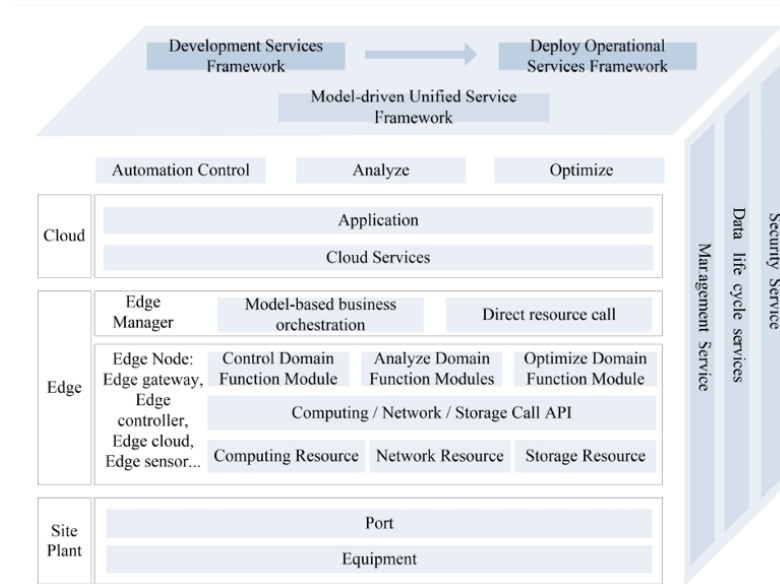 Development Services
Framework
Deploy Operational
Services Framework
Model-driven Unified Service
Framework
Automation Control
Analyze
Optimize
Cloud
Application
Cloud Services
Edge
Edge
Manager
Model-based business
orchestration
Direct resource call
Edge Node:
Edge gateway,
Edge
controller,
Edge cloud,
Edge sensor...
Control Domain
Function Module
Analyze Domain
Function Modules
Optimize Domain
Function Module
Computing / Network / Storage Call API
Computing Resource
Network Resource
Storage Resource
Site
Plant
Port
Equipment
Management Service
Data life cycle services
Security Service